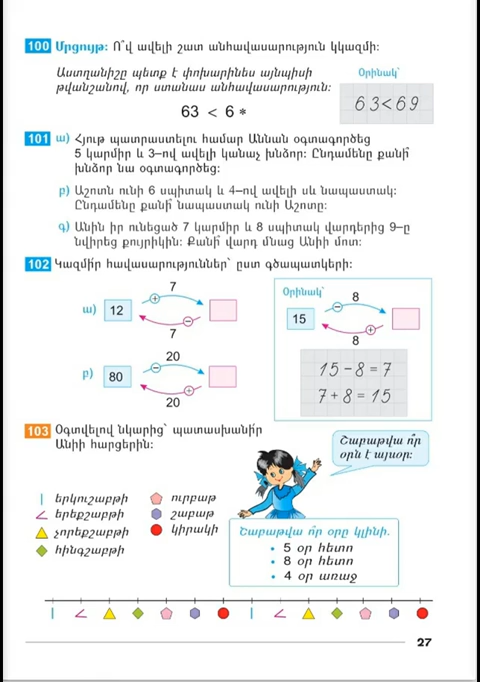 100 Մրցույթ։ Ո՞վ ավելի շատ անհավասարություն կկազմի։
Աստղանիշը պետք է փոխարինես այնպիսի
թվանշանով, որ ստանաս անհավասարություն։
63 < 6 *
Օրինակ՝
63<69
101 ա) Հյութ պատրաստելու համար Աննան օգտագործեց
5 կարմիր և 3–ով ավելի կանաչ խնձոր։ Ընդամենը քանի՞
խնձոր նա օգտագործեց։
բ) Աշոտն ունի 6 սպիտակ և 4–ով ավելի սև նապաստակ։
Ընդամենը քանի՞ նապաստակ ունի Աշոտը։
գ) Անին իր ունեցած 7 կարմիր և 8 սպիտակ վարդերից 9–ը
նվիրեց քույրիկին։ Քանի՞ վարդ մնաց Անիի մոտ։
102 Կազմի՛ր հավասարություններ՝ ըստ գծապատկերի։
7
+
ա) 12
−
7
20
−
բ) 80
+
20
Օրինակ՝
8
−
15
+
8
15 − 8 = 7
7 + 8 = 15
103 Օգտվելով նկարից՝ պատասխանի՛ր
Անիի հարցերին։
Շաբաթվա ո՞ր
օրն է այսօր։
երկուշաբթի
երեքշաբթի
չորեքշաբթի
հինգշաբթի
ուրբաթ
շաբաթ
կիրակի
Շաբաթվա ո՞ր օրը կլինի.
• 5 օր հետո
• 8 օր հետո
• 4 օր առաջ
27